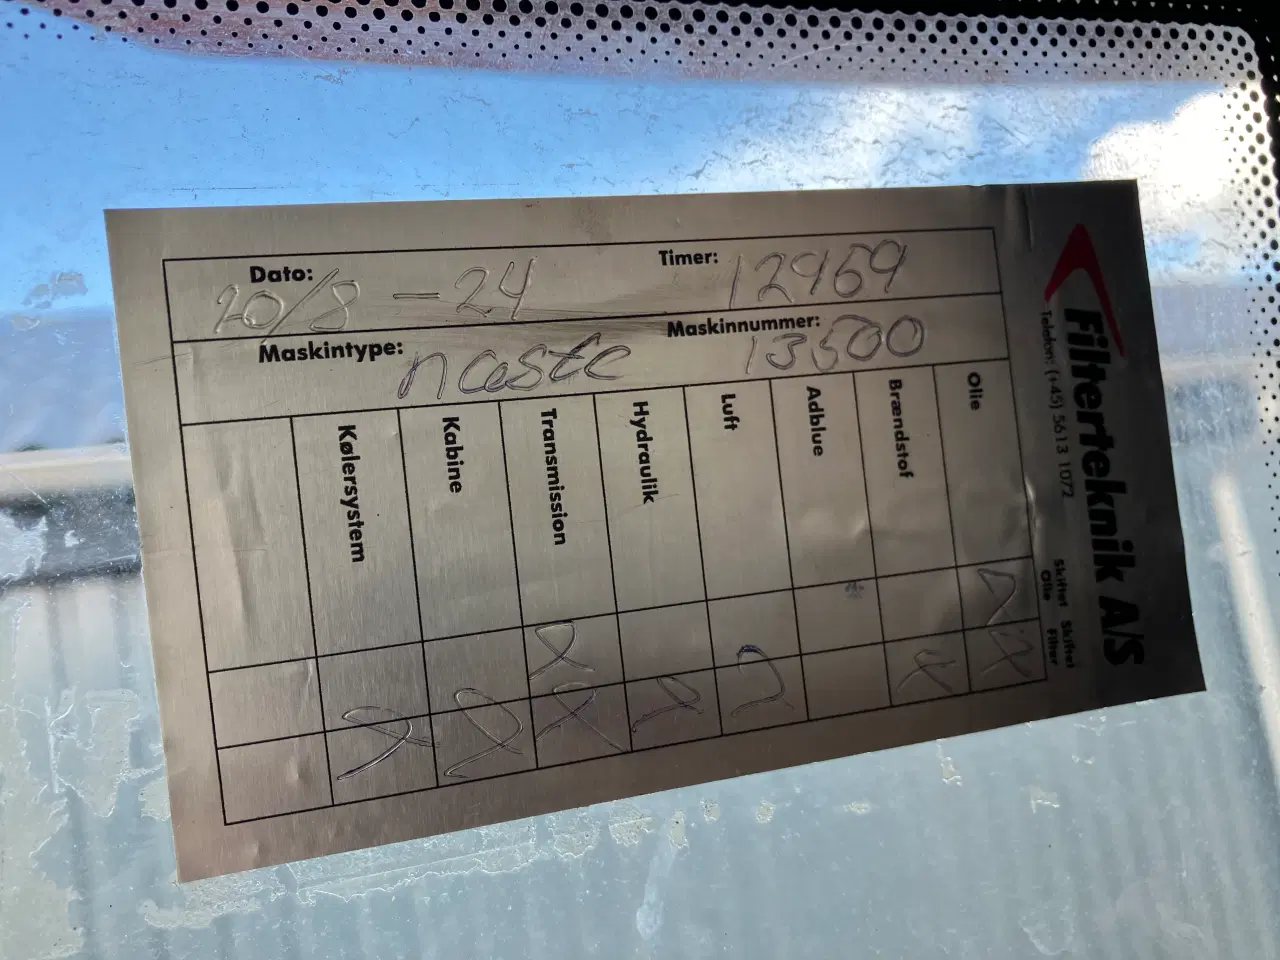 Filterteknik A/S
Telefon: (+45) 5613 1072
Dato: 20/8 - 24
Timer: 12969
Maskintype: næste
Maskinnummer: 13500
Skiftet Olie
Skiftet Filter
Olie X X
Brændstof X
Adblue
Luft
Hydraulik X
Transmission X X
Kabine X
Kølersystem X